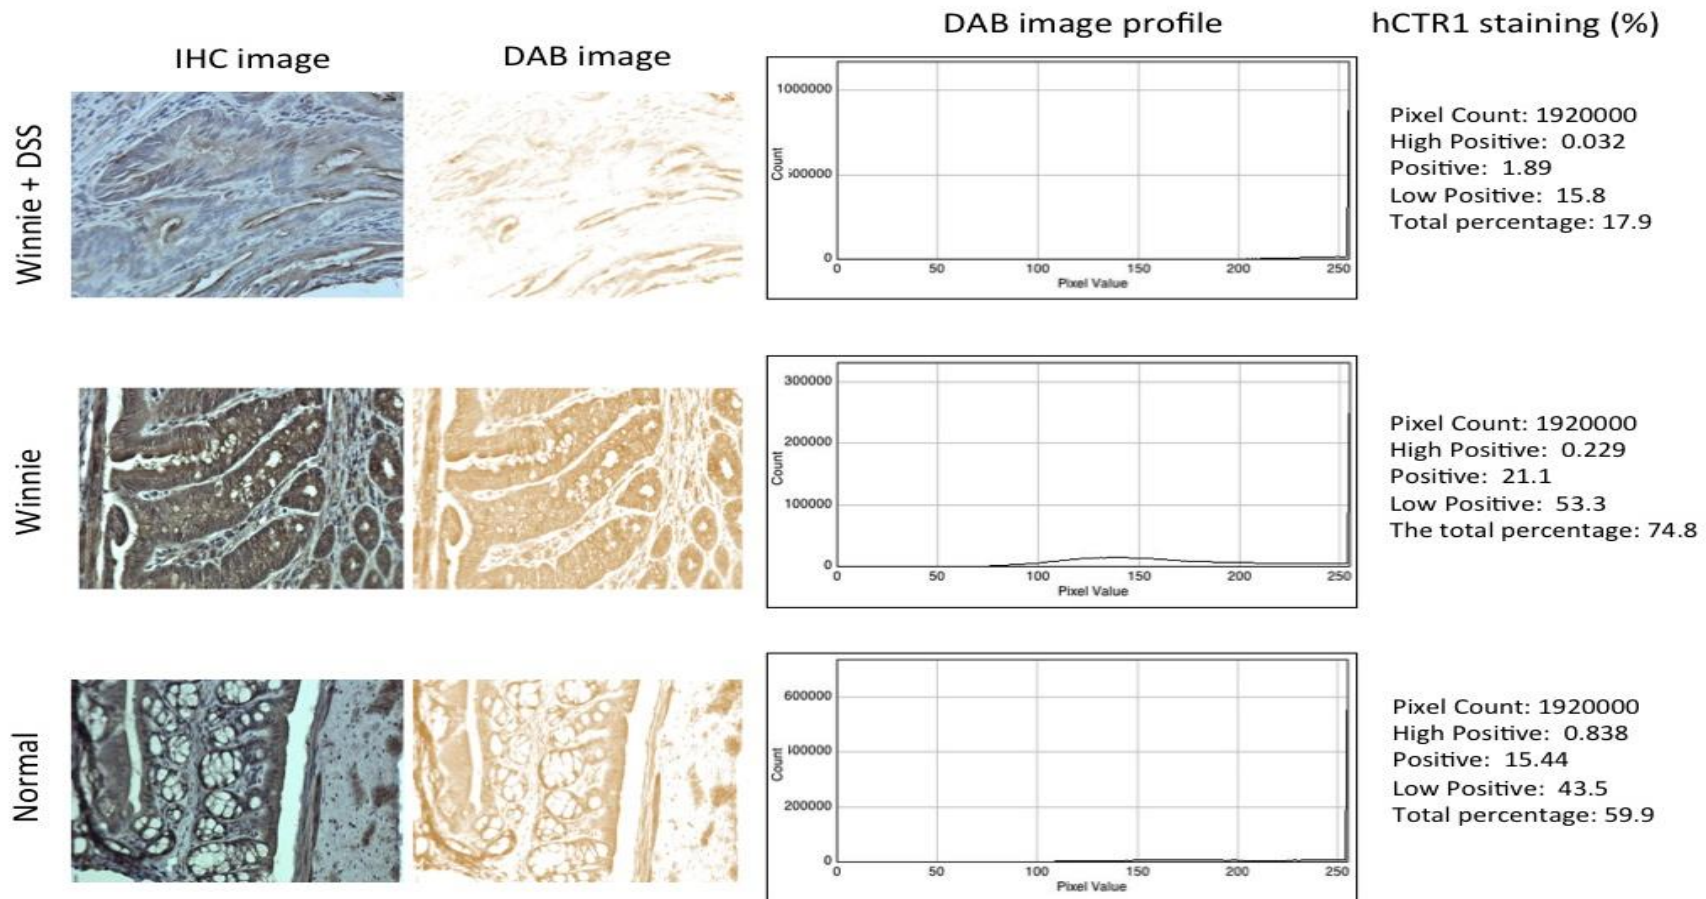 DAB image profile
hCTR1 staining (%)
IHC image
DAB image
Winnie + DSS
Count
1000000
500000
0
0 50 100 150 200 250
Pixel Value
Pixel Count: 1920000
High Positive: 0.032
Positive: 1.89
Low Positive: 15.8
Total percentage: 17.9
Winnie
Count
300000
200000
100000
0
0 50 100 150 200 250
Pixel Value
Pixel Count: 1920000
High Positive: 0.229
Positive: 21.1
Low Positive: 53.3
The total percentage: 74.8
Normal
Count
600000
400000
200000
0
0 50 100 150 200 250
Pixel Value
Pixel Count: 1920000
High Positive: 0.838
Positive: 15.44
Low Positive: 43.5
Total percentage: 59.9